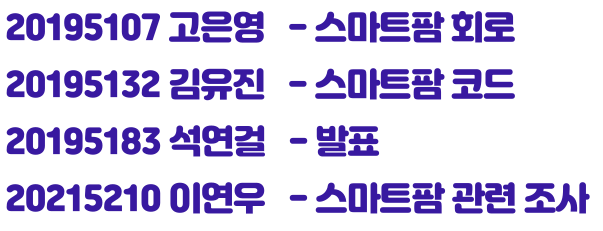 20195107 고은영 - 스마트팜 회로
20195132 김유진 - 스마트팜 코드
20195183 석연걸 - 발표
20215210 이연우 - 스마트팜 관련 조사